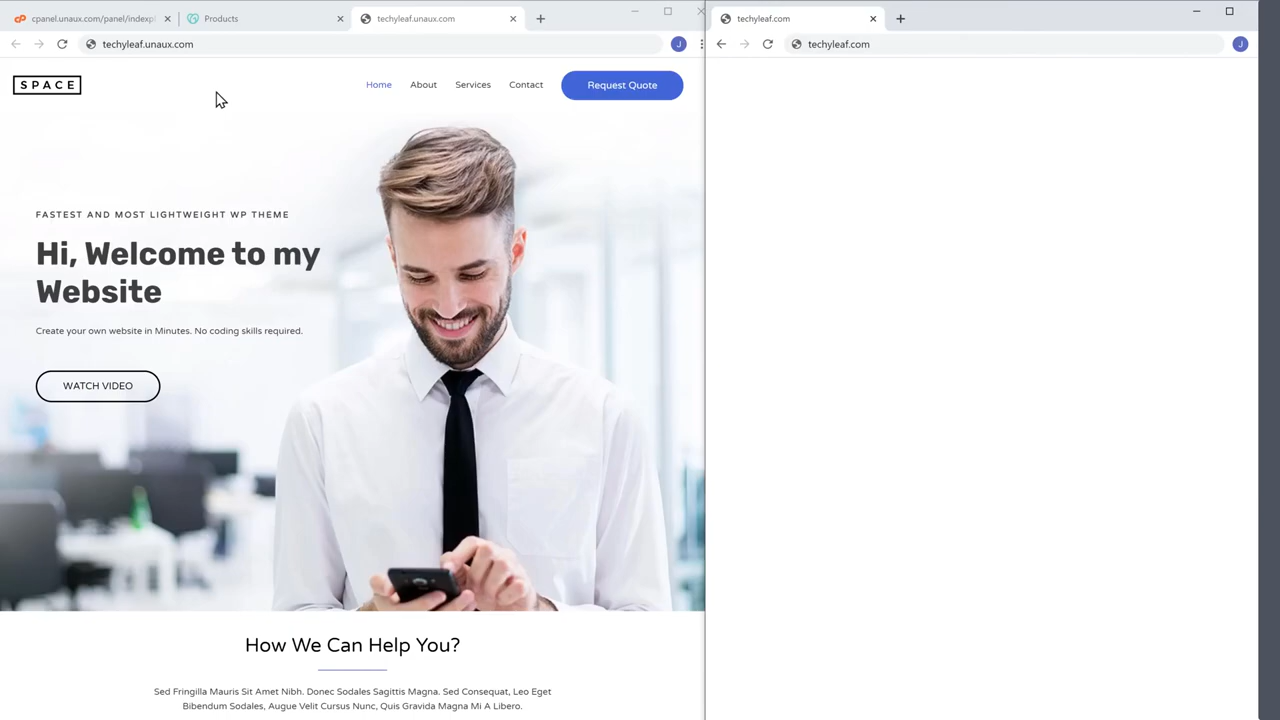 cpanel.unaux.com/panel/indexpl
Products
techyleaf.unaux.com
techyleaf.unaux.com
J
SPACE
Home
About
Services
Contact
Request Quote
FASTEST AND MOST LIGHTWEIGHT WP THEME
Hi, Welcome to my
Website
Create your own website in Minutes. No coding skills required.
WATCH VIDEO
How We Can Help You?
Sed Fringilla Mauris Sit Amet Nibh. Donec Sodales Sagittis Magna. Sed Consequat, Leo Eget
Bibendum Sodales, Augue Velit Cursus Nunc, Quis Gravida Magna Mi A Libero.
techyleaf.com
techyleaf.com
J